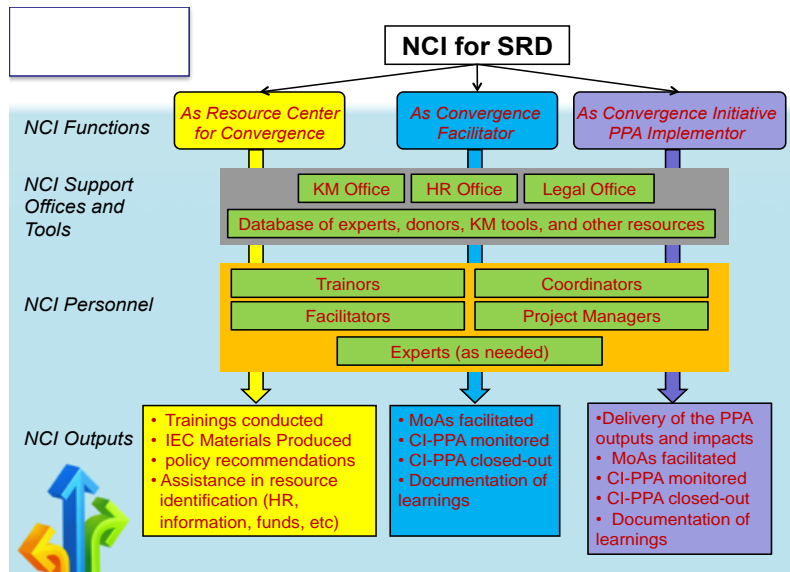 NCI for SRD
NCI Functions
As Resource Center
for Convergence
As Convergence
Facilitator
As Convergence Initiative
PPA Implementor
NCI Support
Offices and
Tools
KM Office
HR Office
Legal Office
Database of experts, donors, KM tools, and other resources
NCI Personnel
Trainors
Coordinators
Facilitators
Project Managers
Experts (as needed)
NCI Outputs
• Trainings conducted
• IEC Materials Produced
• policy recommendations
• Assistance in resource
identification (HR,
information, funds, etc)
• MoAs facilitated
• CI-PPA monitored
• CI-PPA closed-out
• Documentation of
learnings
•Delivery of the PPA
outputs and impacts
• MoAs facilitated
• CI-PPA monitored
• CI-PPA closed-out
• Documentation of
learnings